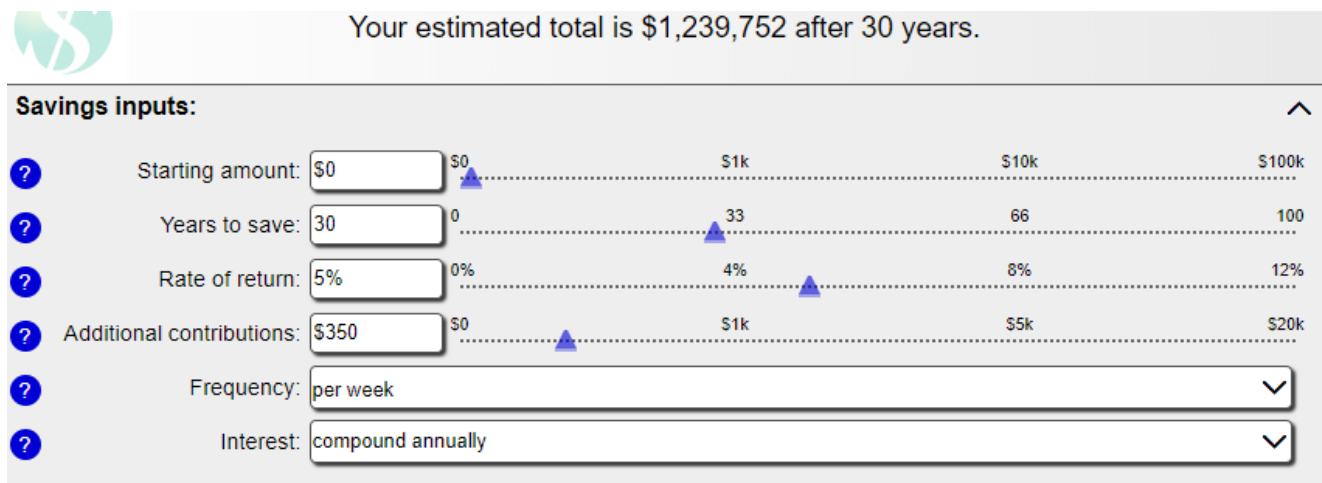 Your estimated total is $1,239,752 after 30 years.
Savings inputs:
? Starting amount: $0 $0 $1k $10k $100k
? Years to save: 30 0 33 66 100
? Rate of return: 5% 0% 4% 8% 12%
? Additional contributions: $350 $0 $1k $5k $20k
? Frequency: per week
? Interest: compound annually